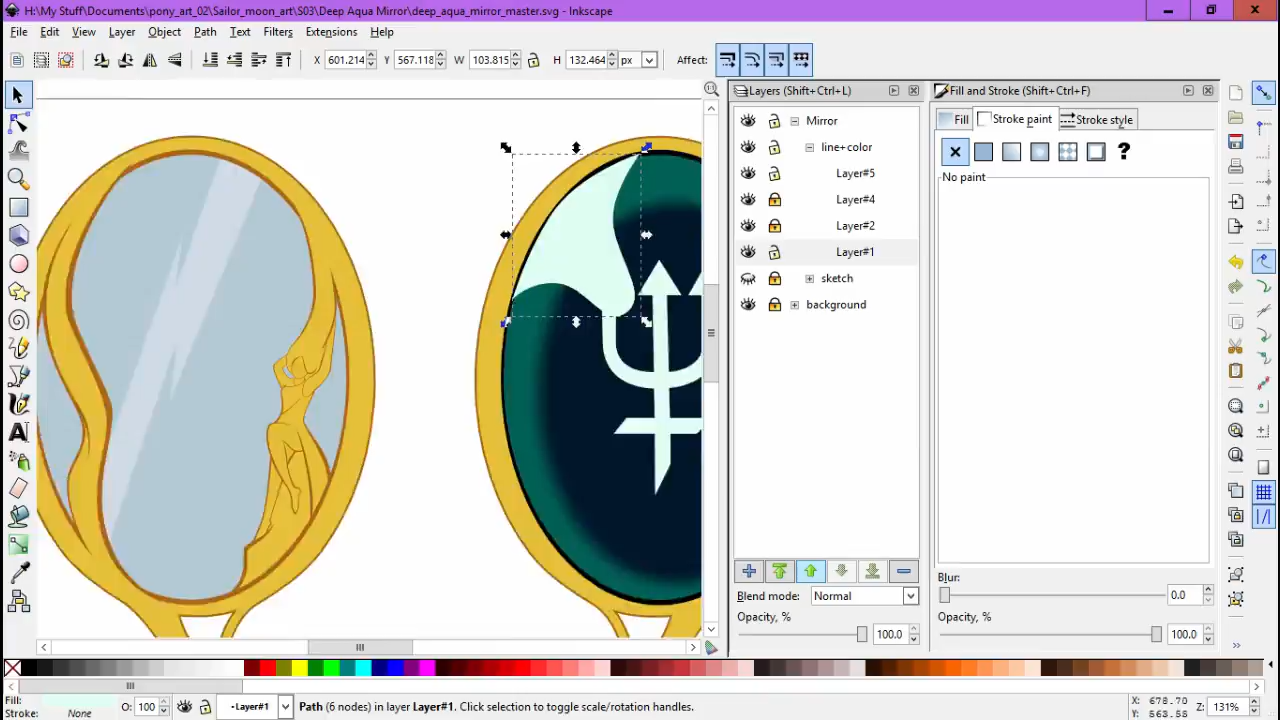 H:\My Stuff\Documents\pony_art_02\Sailor_moon_art\S03\Deep Aqua Mirror\deep_aqua_mirror_master.svg - Inkscape
File Edit View Layer Object Path Text Filters Extensions Help
X 601.214 Y 567.118 W 103.815 H 132.464 px Affect:
Layers (Shift+Ctrl+L) Fill and Stroke (Shift+Ctrl+F)
Mirror Fill Stroke paint Stroke style
line+color
Layer#5
No paint
Layer#4
Layer#2
Layer#1
sketch
background
Blur:
Blend mode: Normal 0.0
Opacity, % Opacity, %
100.0 100.0
Fill:
Stroke: None O: 100 Layer#1 Path (6 nodes) in layer Layer#1. Click selection to toggle scale/rotation handles.
X: 678.70
Y: 563.55 Z: 131%